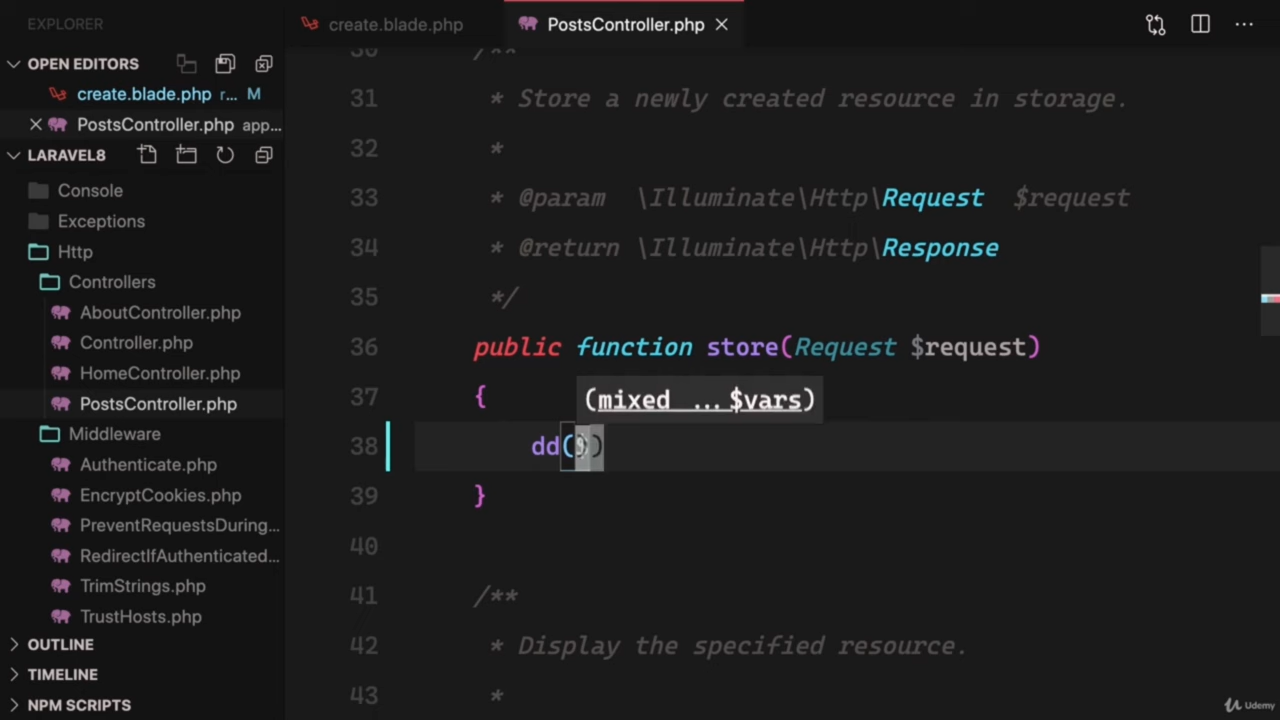 EXPLORER
OPEN EDITORS
create.blade.php r... M
PostsController.php app...
LARAVEL8
Console
Exceptions
Http
Controllers
AboutController.php
Controller.php
HomeController.php
PostsController.php
Middleware
Authenticate.php
EncryptCookies.php
PreventRequestsDuring...
RedirectIfAuthenticated...
TrimStrings.php
TrustHosts.php
OUTLINE
TIMELINE
NPM SCRIPTS
create.blade.php PostsController.php
30 /**
31 * Store a newly created resource in storage.
32 *
33 * @param \Illuminate\Http\Request $request
34 * @return \Illuminate\Http\Response
35 */
36 public function store(Request $request)
37 {
(mixed ...$vars)
38 dd($)
39 }
40
41 /**
42 * Display the specified resource.
43 *
Udemy